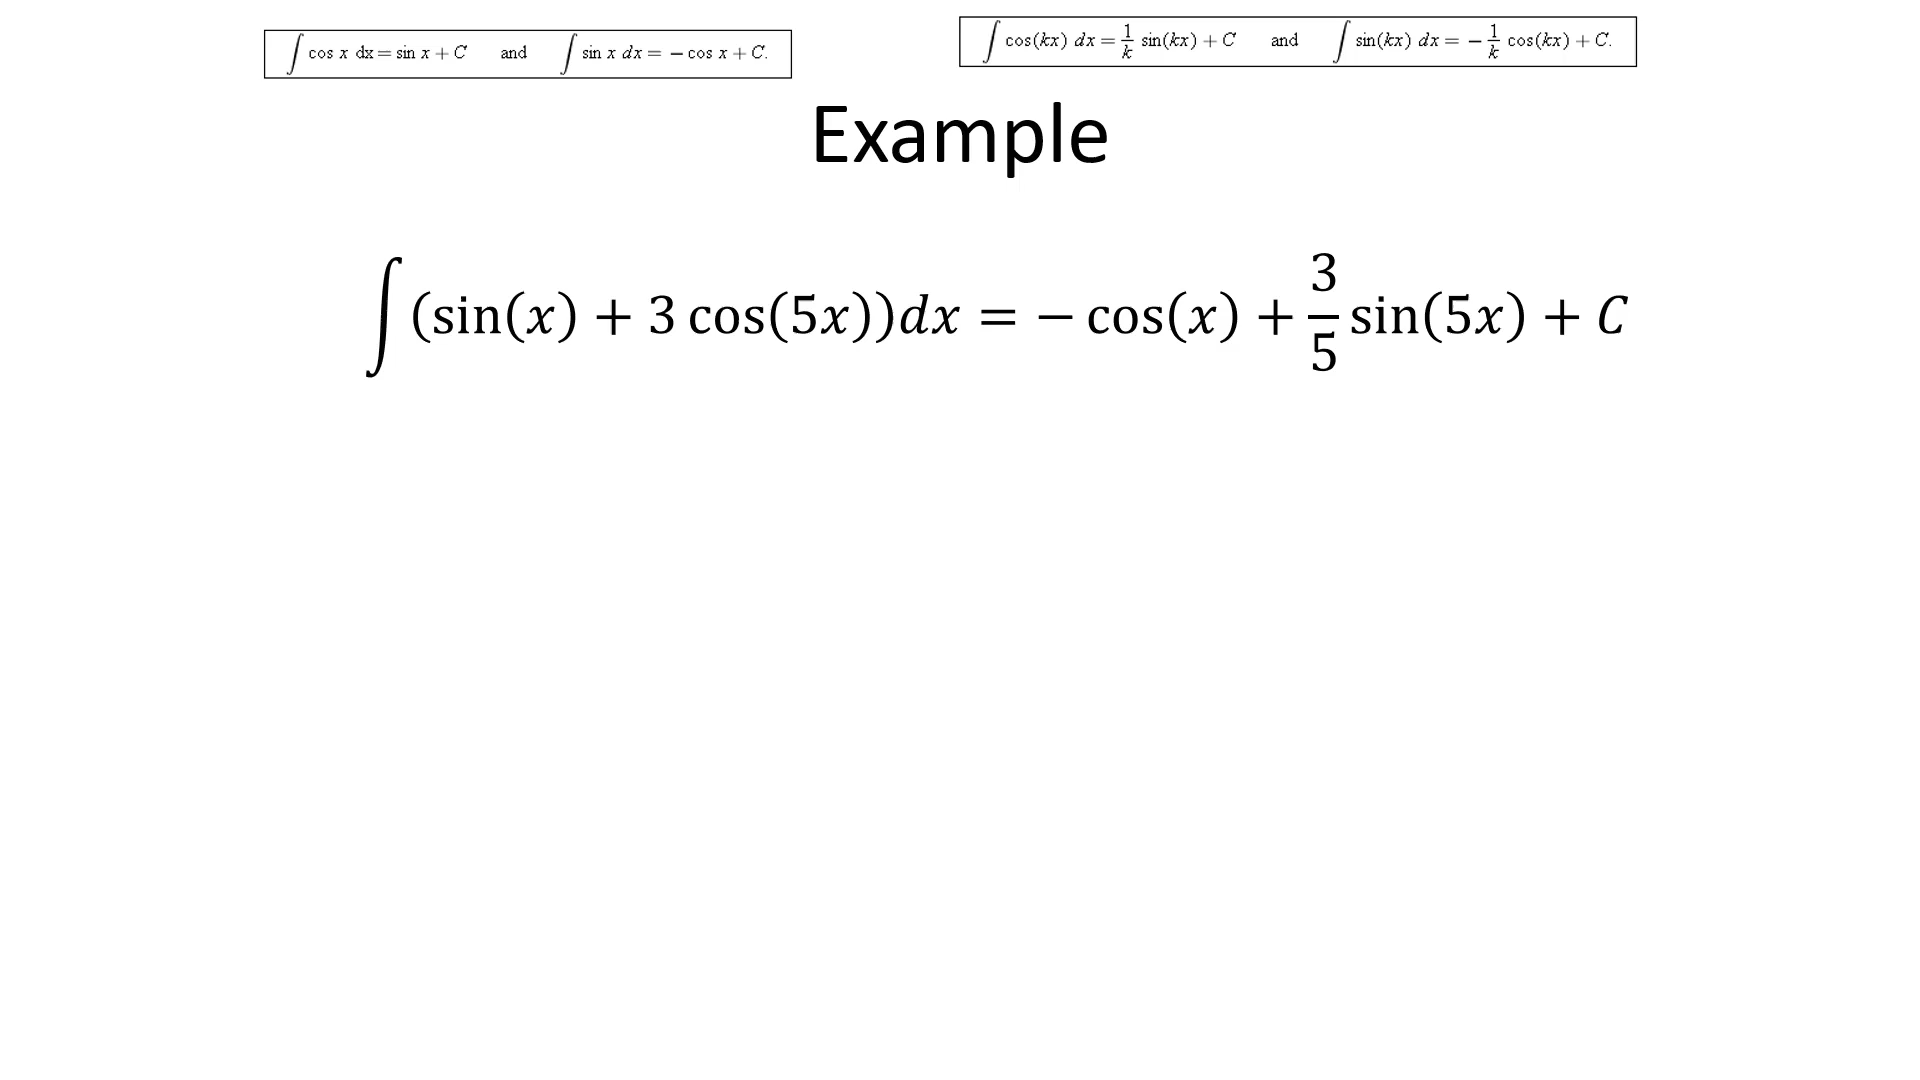 ∫ cos x dx = sin x + C and ∫ sin x dx = − cos x + C.
∫ cos(kx) dx = 1/k sin(kx) + C and ∫ sin(kx) dx = − 1/k cos(kx) + C.
Example
∫ (sin(x) + 3 cos(5x))dx = − cos(x) + 3/5 sin(5x) + C